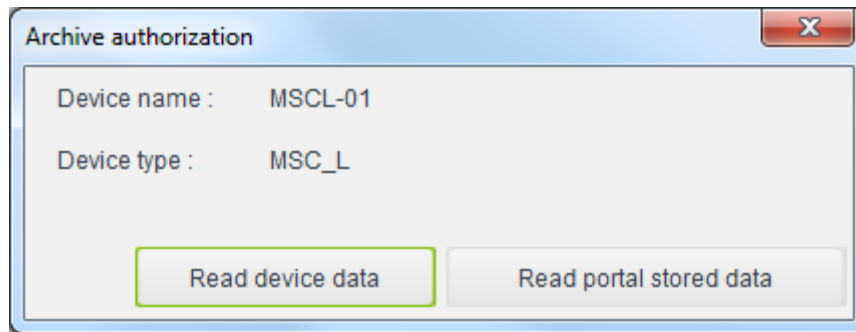 Archive authorization
Device name : MSCL-01
Device type : MSC_L
Read device data Read portal stored data